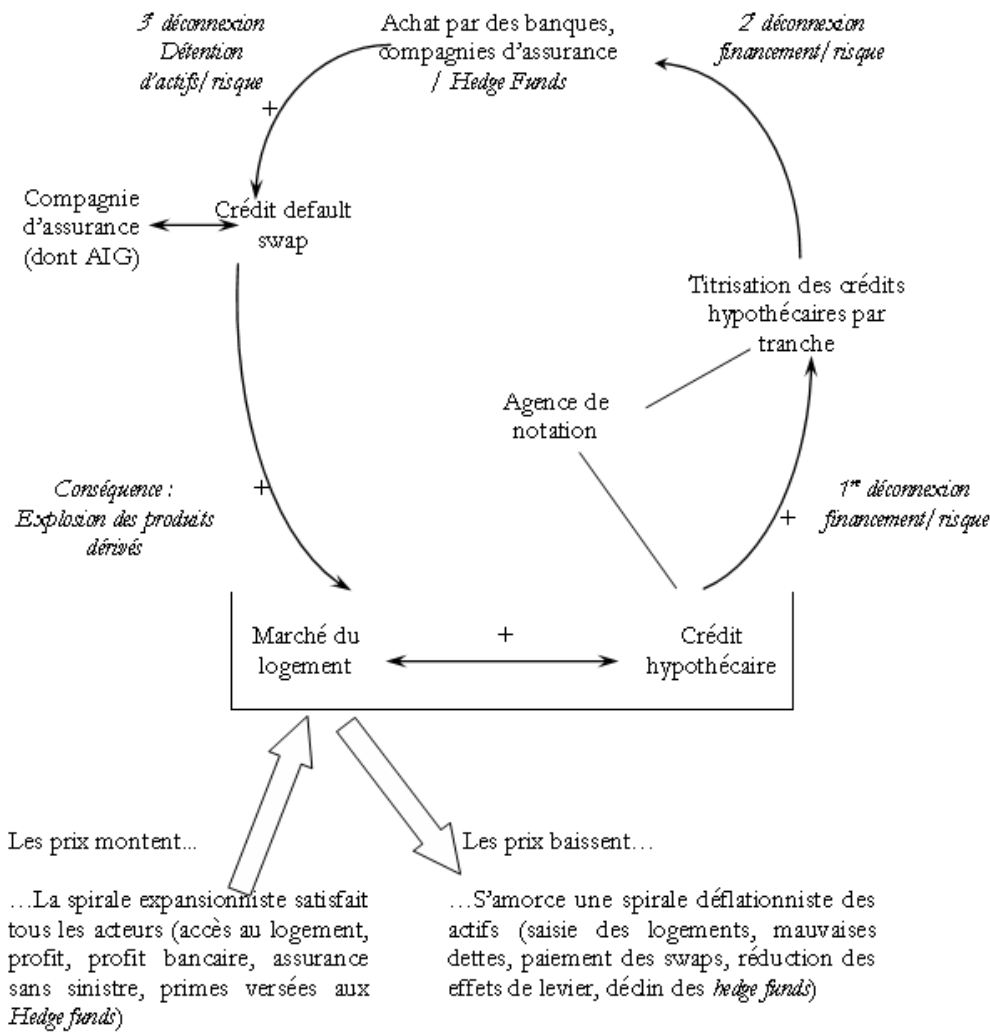 3e déconnexion
Détention
d'actifs/risque
Achat par des banques,
compagnies d'assurance
/ Hedge Funds
2e déconnexion
financement/risque
+
Compagnie
d'assurance
(dont AIG)
Crédit default
swap
Titrisation des crédits
hypothécaires par
tranche
Agence de
notation
Conséquence :
Explosion des produits
dérivés
+
1re déconnexion
financement/risque
+
Marché du
logement
+
Crédit
hypothécaire
Les prix montent...
…La spirale expansionniste satisfait
tous les acteurs (accès au logement,
profit, profit bancaire, assurance
sans sinistre, primes versées aux
Hedge funds)
Les prix baissent…
…S'amorce une spirale déflationniste des
actifs (saisie des logements, mauvaises
dettes, paiement des swaps, réduction des
effets de levier, déclin des hedge funds)